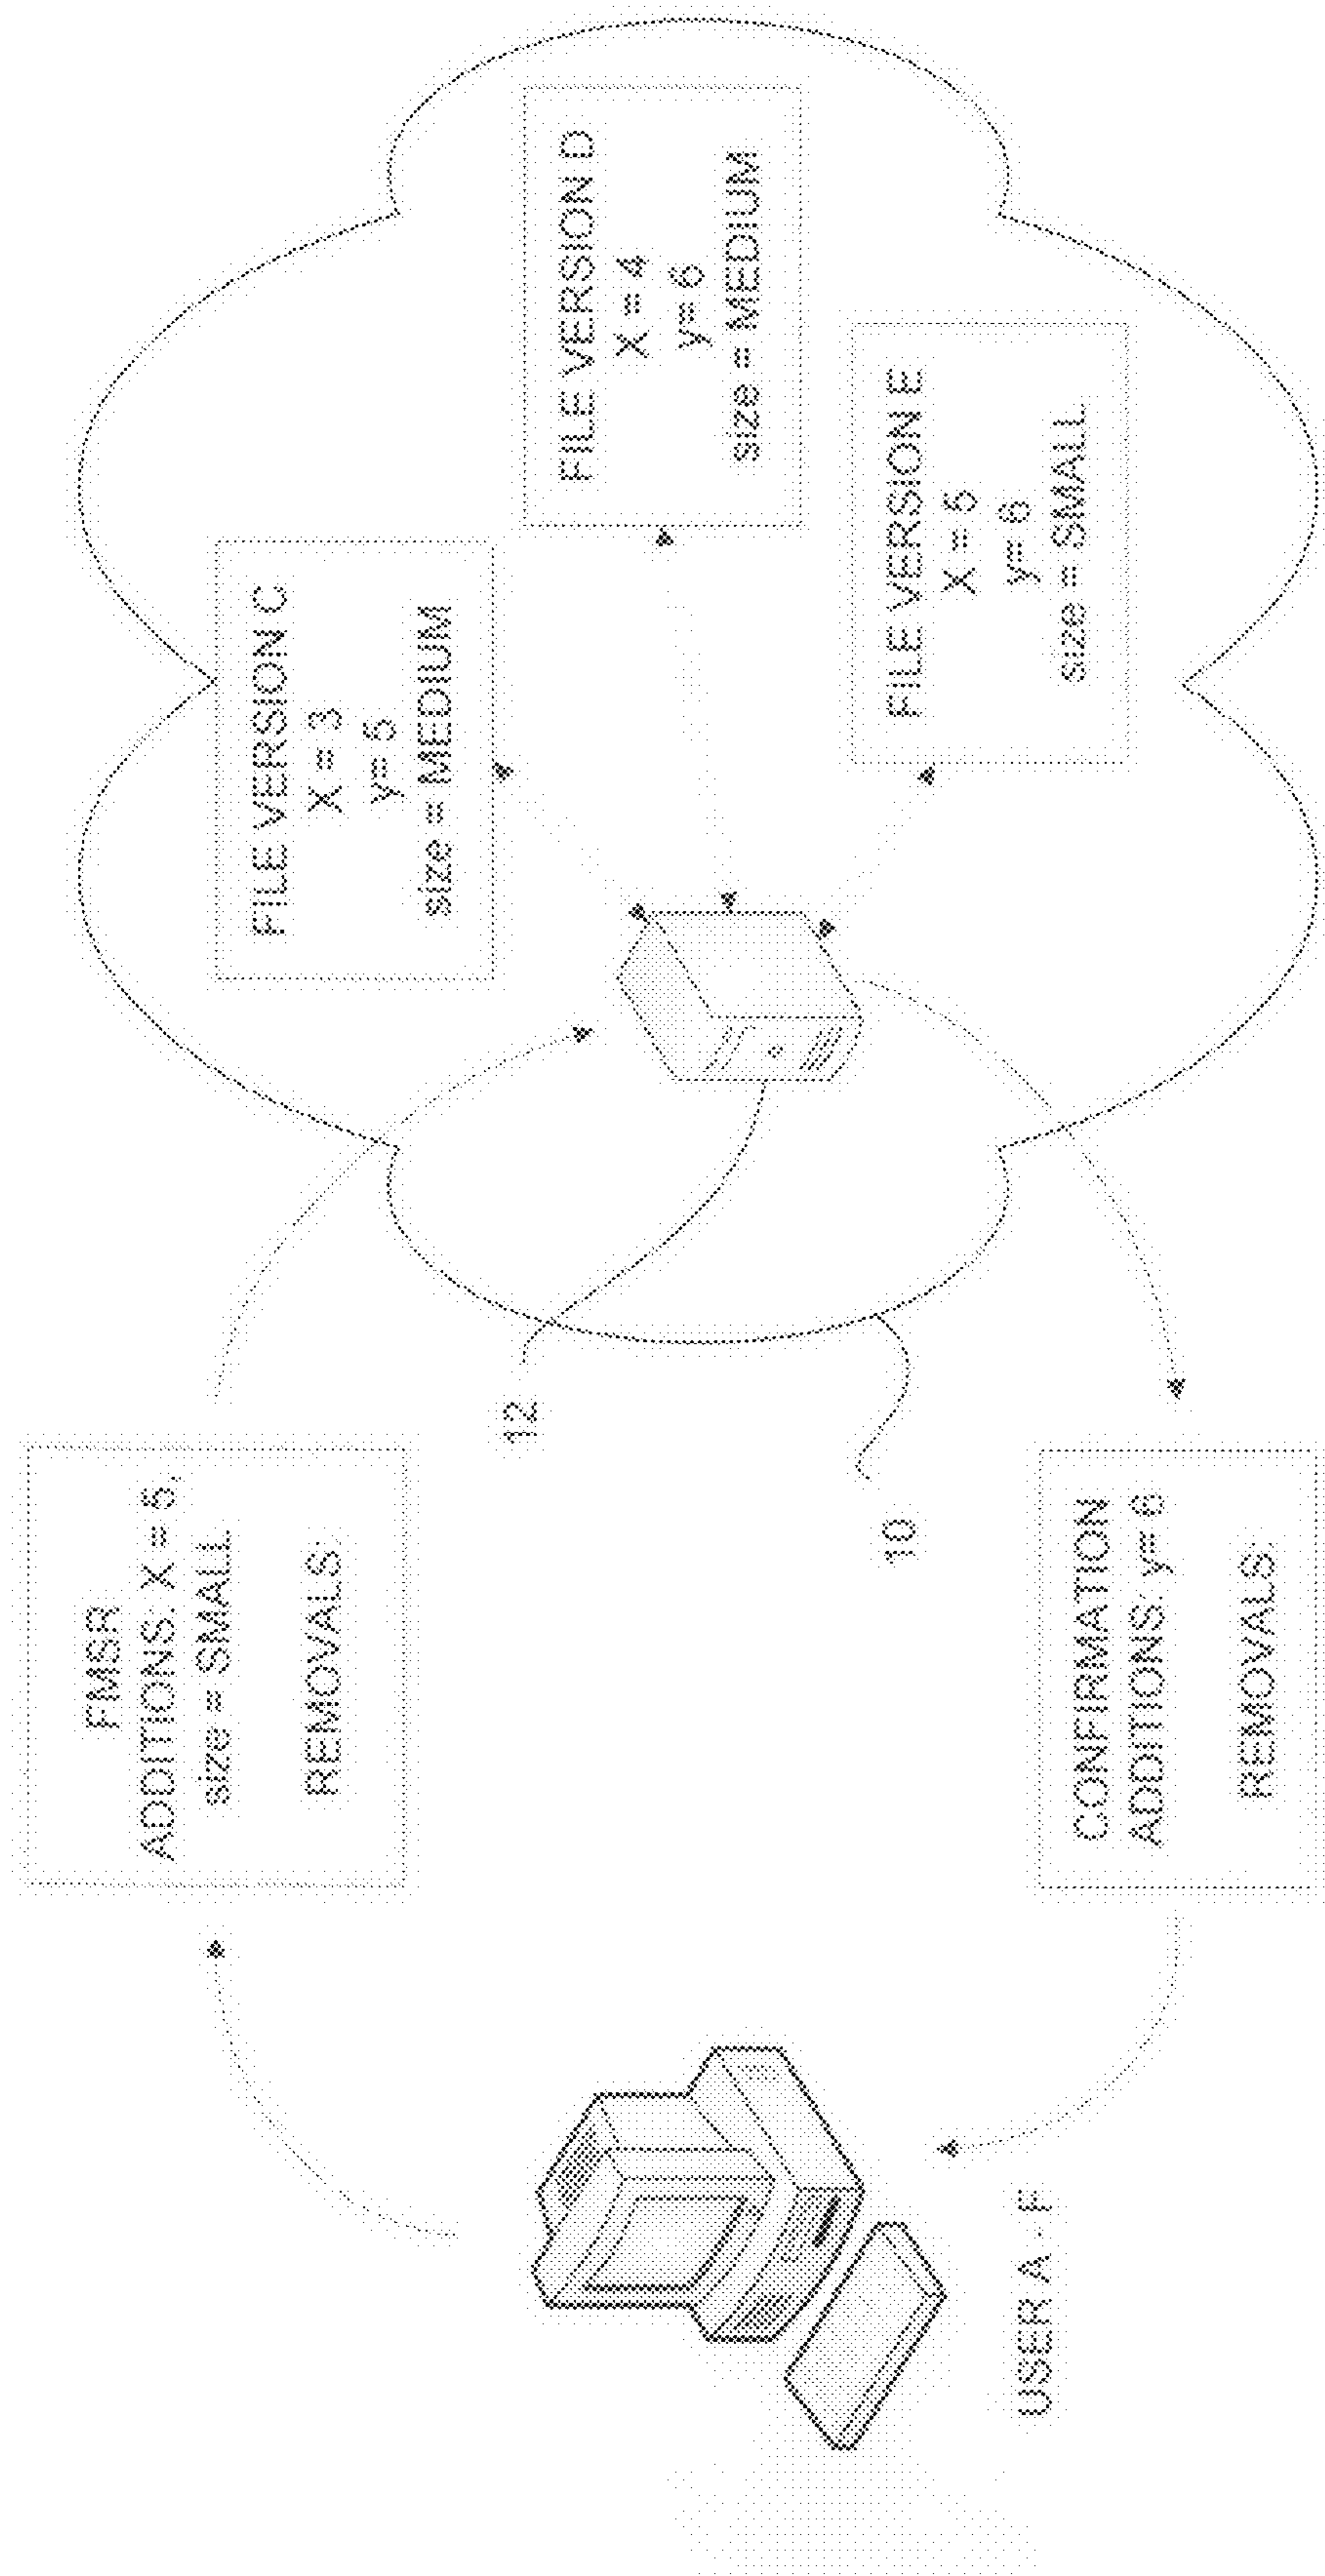 FMSR
ADDITIONS: X = 5,
size = SMALL
REMOVALS:
12
10
CONFIRMATION
ADDITIONS: y= 6
REMOVALS:
USER A - F
FILE VERSION C
X = 3
y= 5
size = MEDIUM
FILE VERSION D
X = 4
y= 6
size = MEDIUM
FILE VERSION E
X = 5
y= 6
size = SMALL